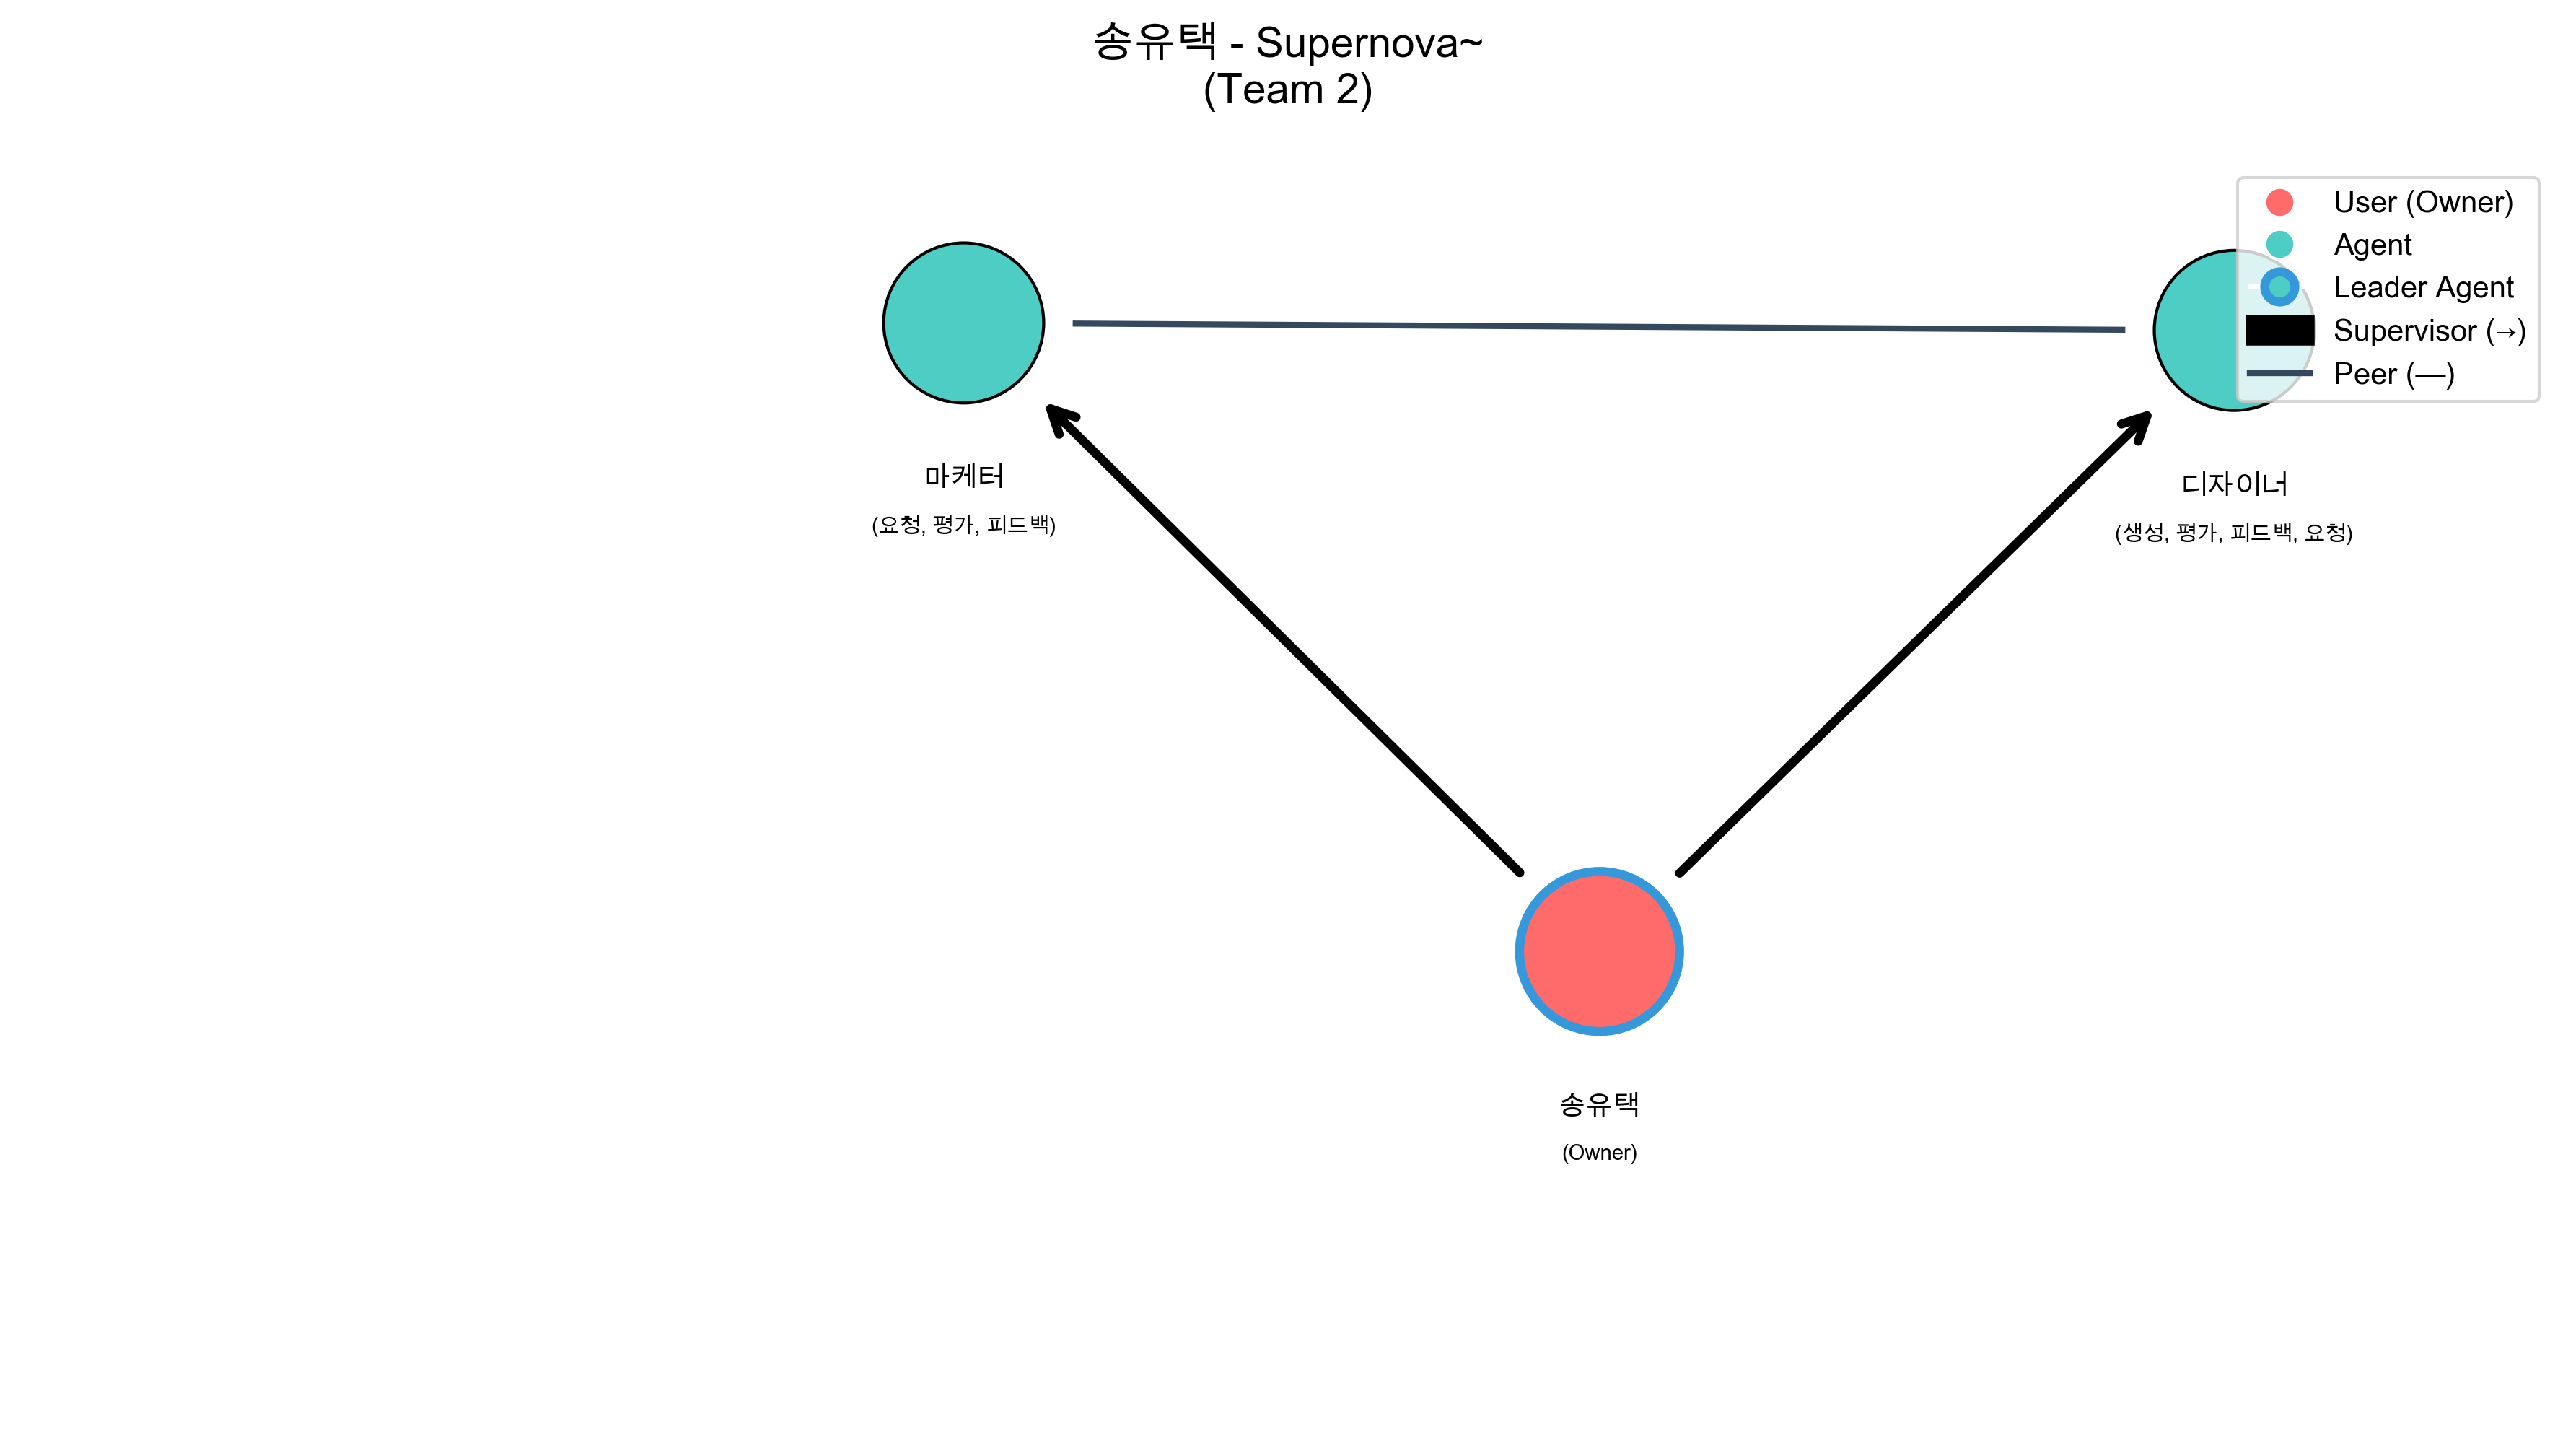 송유택 - Supernova~
(Team 2)
User (Owner)
Agent
Leader Agent
Supervisor (→)
Peer (—)
마케터
(요청, 평가, 피드백)
디자이너
(생성, 평가, 피드백, 요청)
송유택
(Owner)